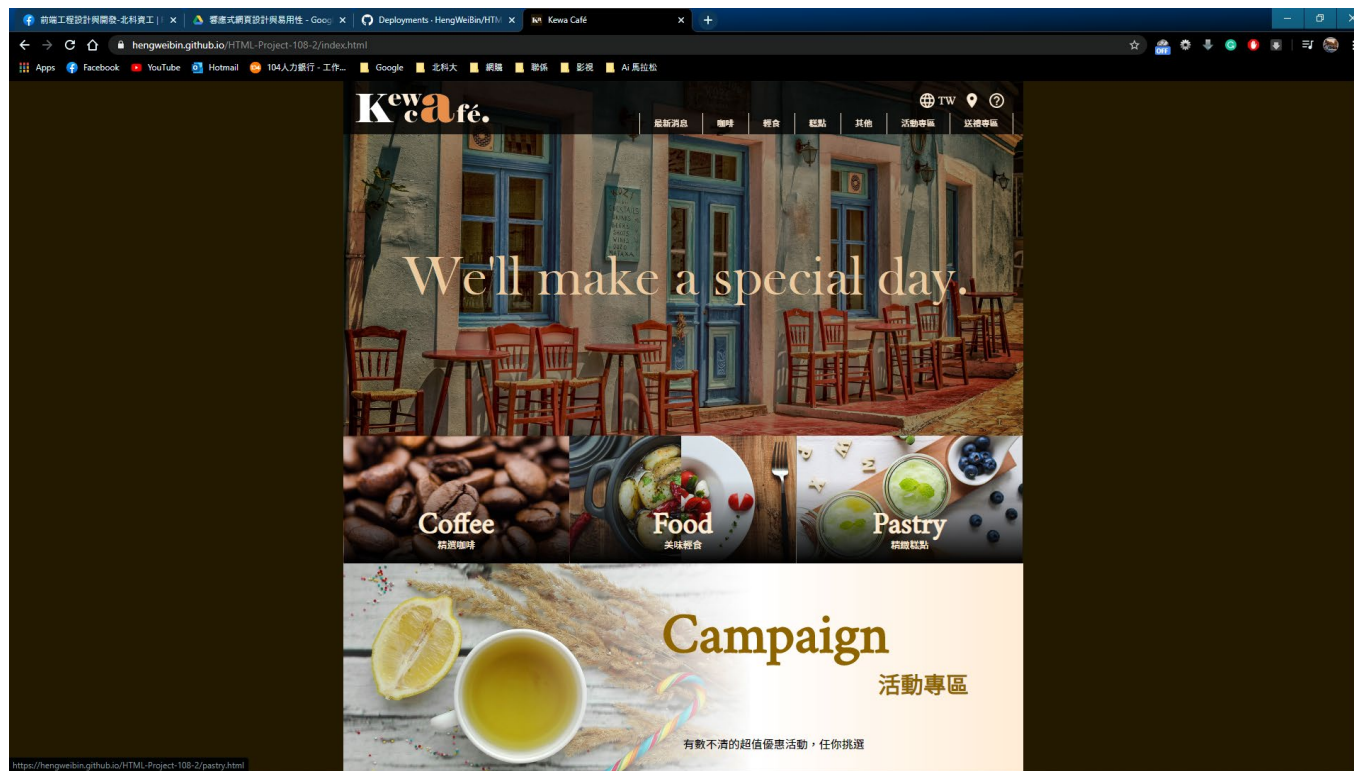 前端工程設計與開發-北科資工 |
響應式網頁設計與易用性 - Goog
Deployments · HengWeiBin/HTM
Kewa Café
hengweibin.github.io/HTML-Project-108-2/index.html
OFF
Apps
Facebook
YouTube
Hotmail
104人力銀行 - 工作...
Google
北科大
網購
聯係
影視
Ai 馬拉松
Kewa café.
TW
最新消息
咖啡
輕食
糕點
其他
活動專區
送禮專區
We'll make a special day.
Coffee
精選咖啡
Food
美味輕食
Pastry
精緻糕點
Campaign
活動專區
有數不清的超值優惠活動，任你挑選
https://hengweibin.github.io/HTML-Project-108-2/pastry.html